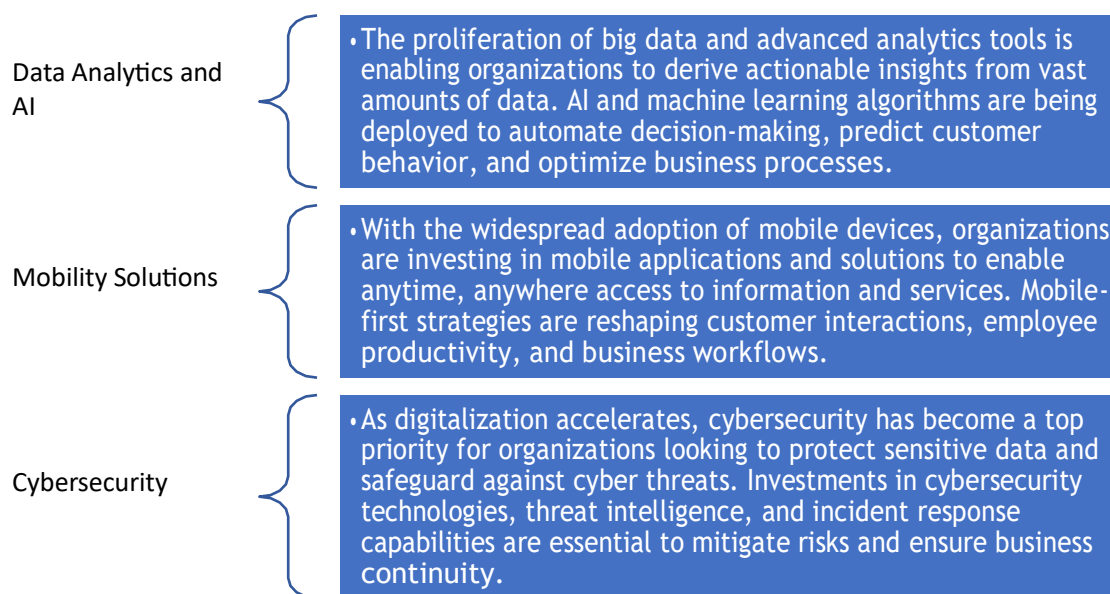 Data Analytics and
AI
• The proliferation of big data and advanced analytics tools is
enabling organizations to derive actionable insights from vast
amounts of data. AI and machine learning algorithms are being
deployed to automate decision-making, predict customer
behavior, and optimize business processes.
Mobility Solutions
• With the widespread adoption of mobile devices, organizations
are investing in mobile applications and solutions to enable
anytime, anywhere access to information and services. Mobile-
first strategies are reshaping customer interactions, employee
productivity, and business workflows.
Cybersecurity
• As digitalization accelerates, cybersecurity has become a top
priority for organizations looking to protect sensitive data and
safeguard against cyber threats. Investments in cybersecurity
technologies, threat intelligence, and incident response
capabilities are essential to mitigate risks and ensure business
continuity.